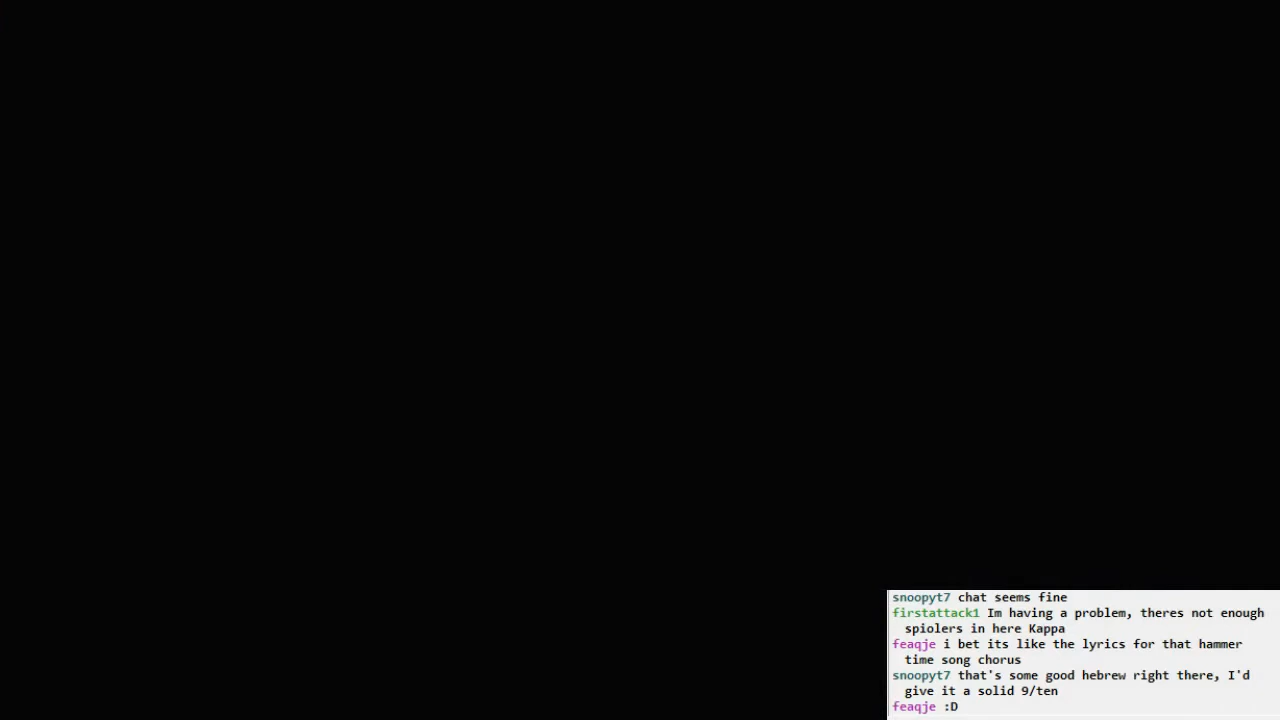 snoopyt7 chat seems fine
firstattack1 Im having a problem, theres not enough
spiolers in here Kappa
feaqje i bet its like the lyrics for that hammer
time song chorus
snoopyt7 that's some good hebrew right there, I'd
give it a solid 9/ten
feaqje :D